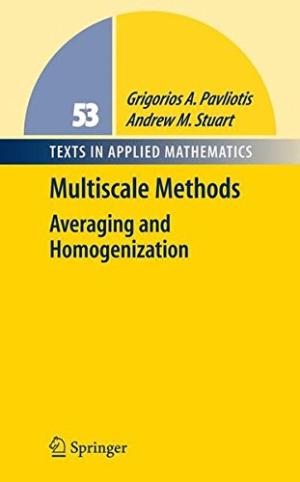 53
Grigorios A. Pavliotis
Andrew M. Stuart
TEXTS IN APPLIED MATHEMATICS
Multiscale Methods
Averaging and
Homogenization
Springer